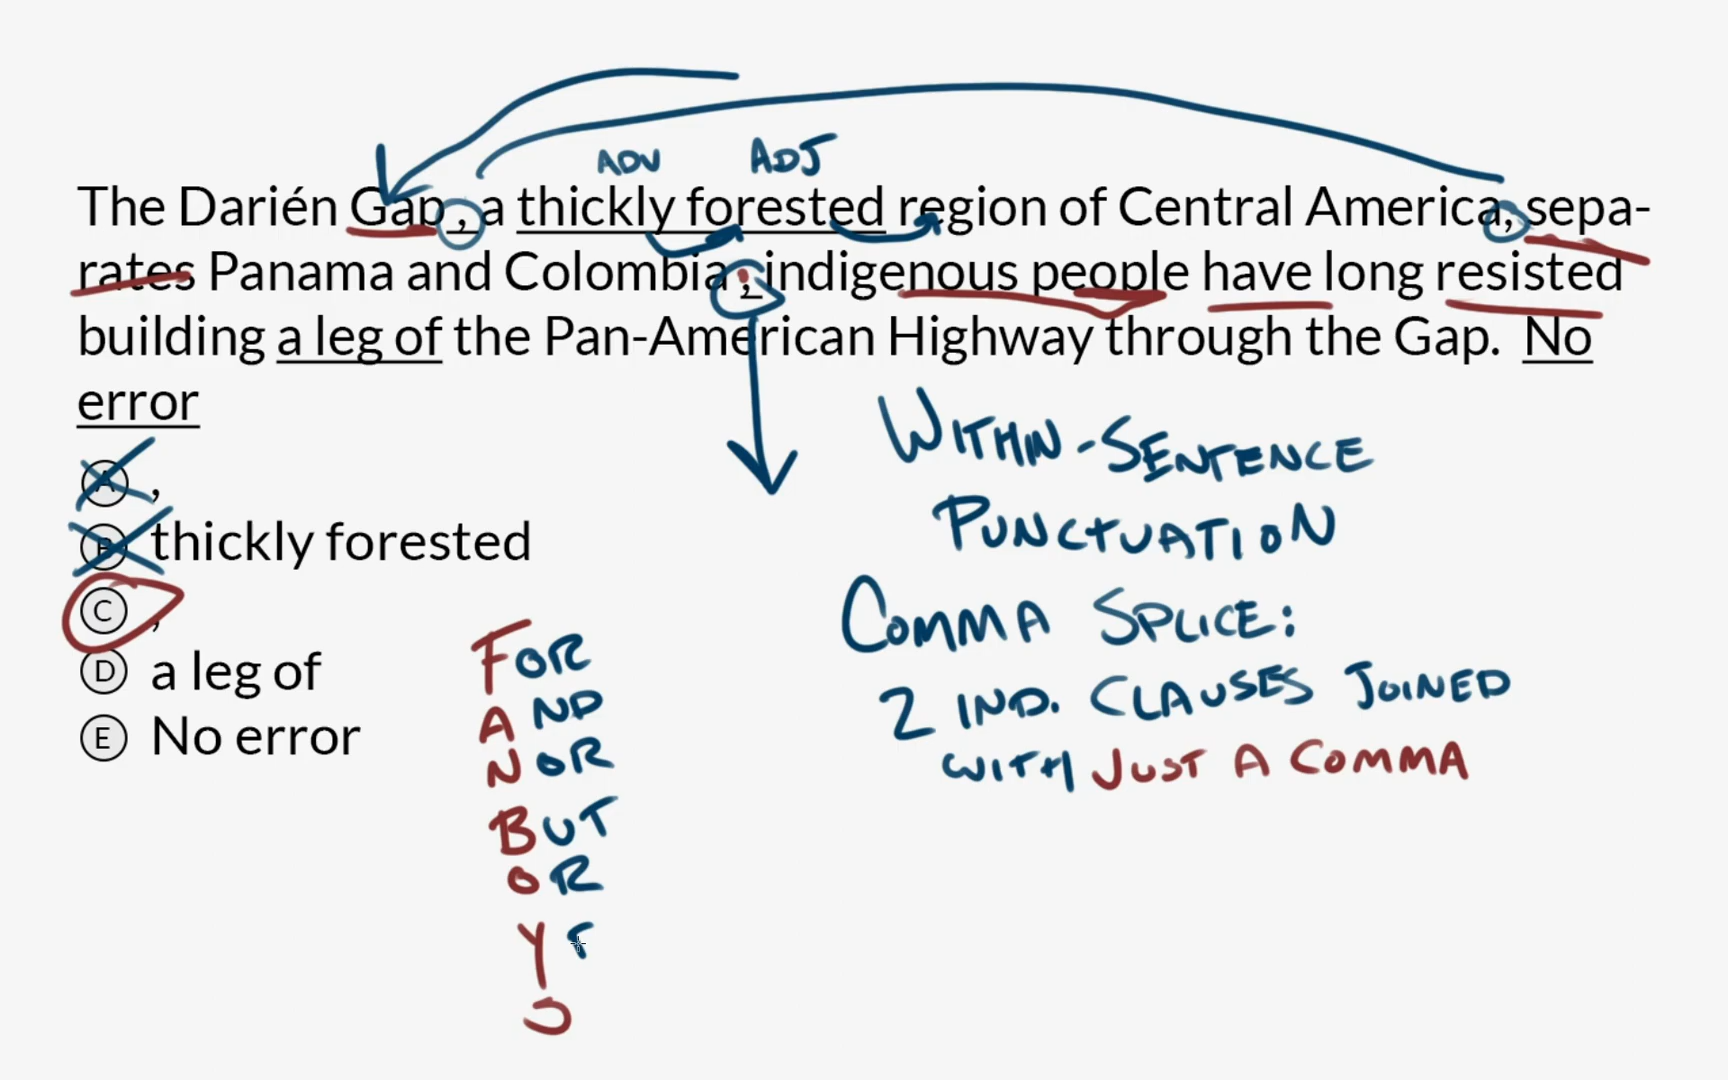 ADV ADJ
The Darién Gap, a thickly forested region of Central America, sepa-
rates Panama and Colombia, indigenous people have long resisted
building a leg of the Pan-American Highway through the Gap. No
error
WITHIN-SENTENCE
PUNCTUATION
(A) ,
(B) thickly forested
(C) ,
(D) a leg of
(E) No error
COMMA SPLICE:
2 IND. CLAUSES JOINED
WITH JUST A COMMA
FOR
AND
NOR
BUT
OR
Y
S